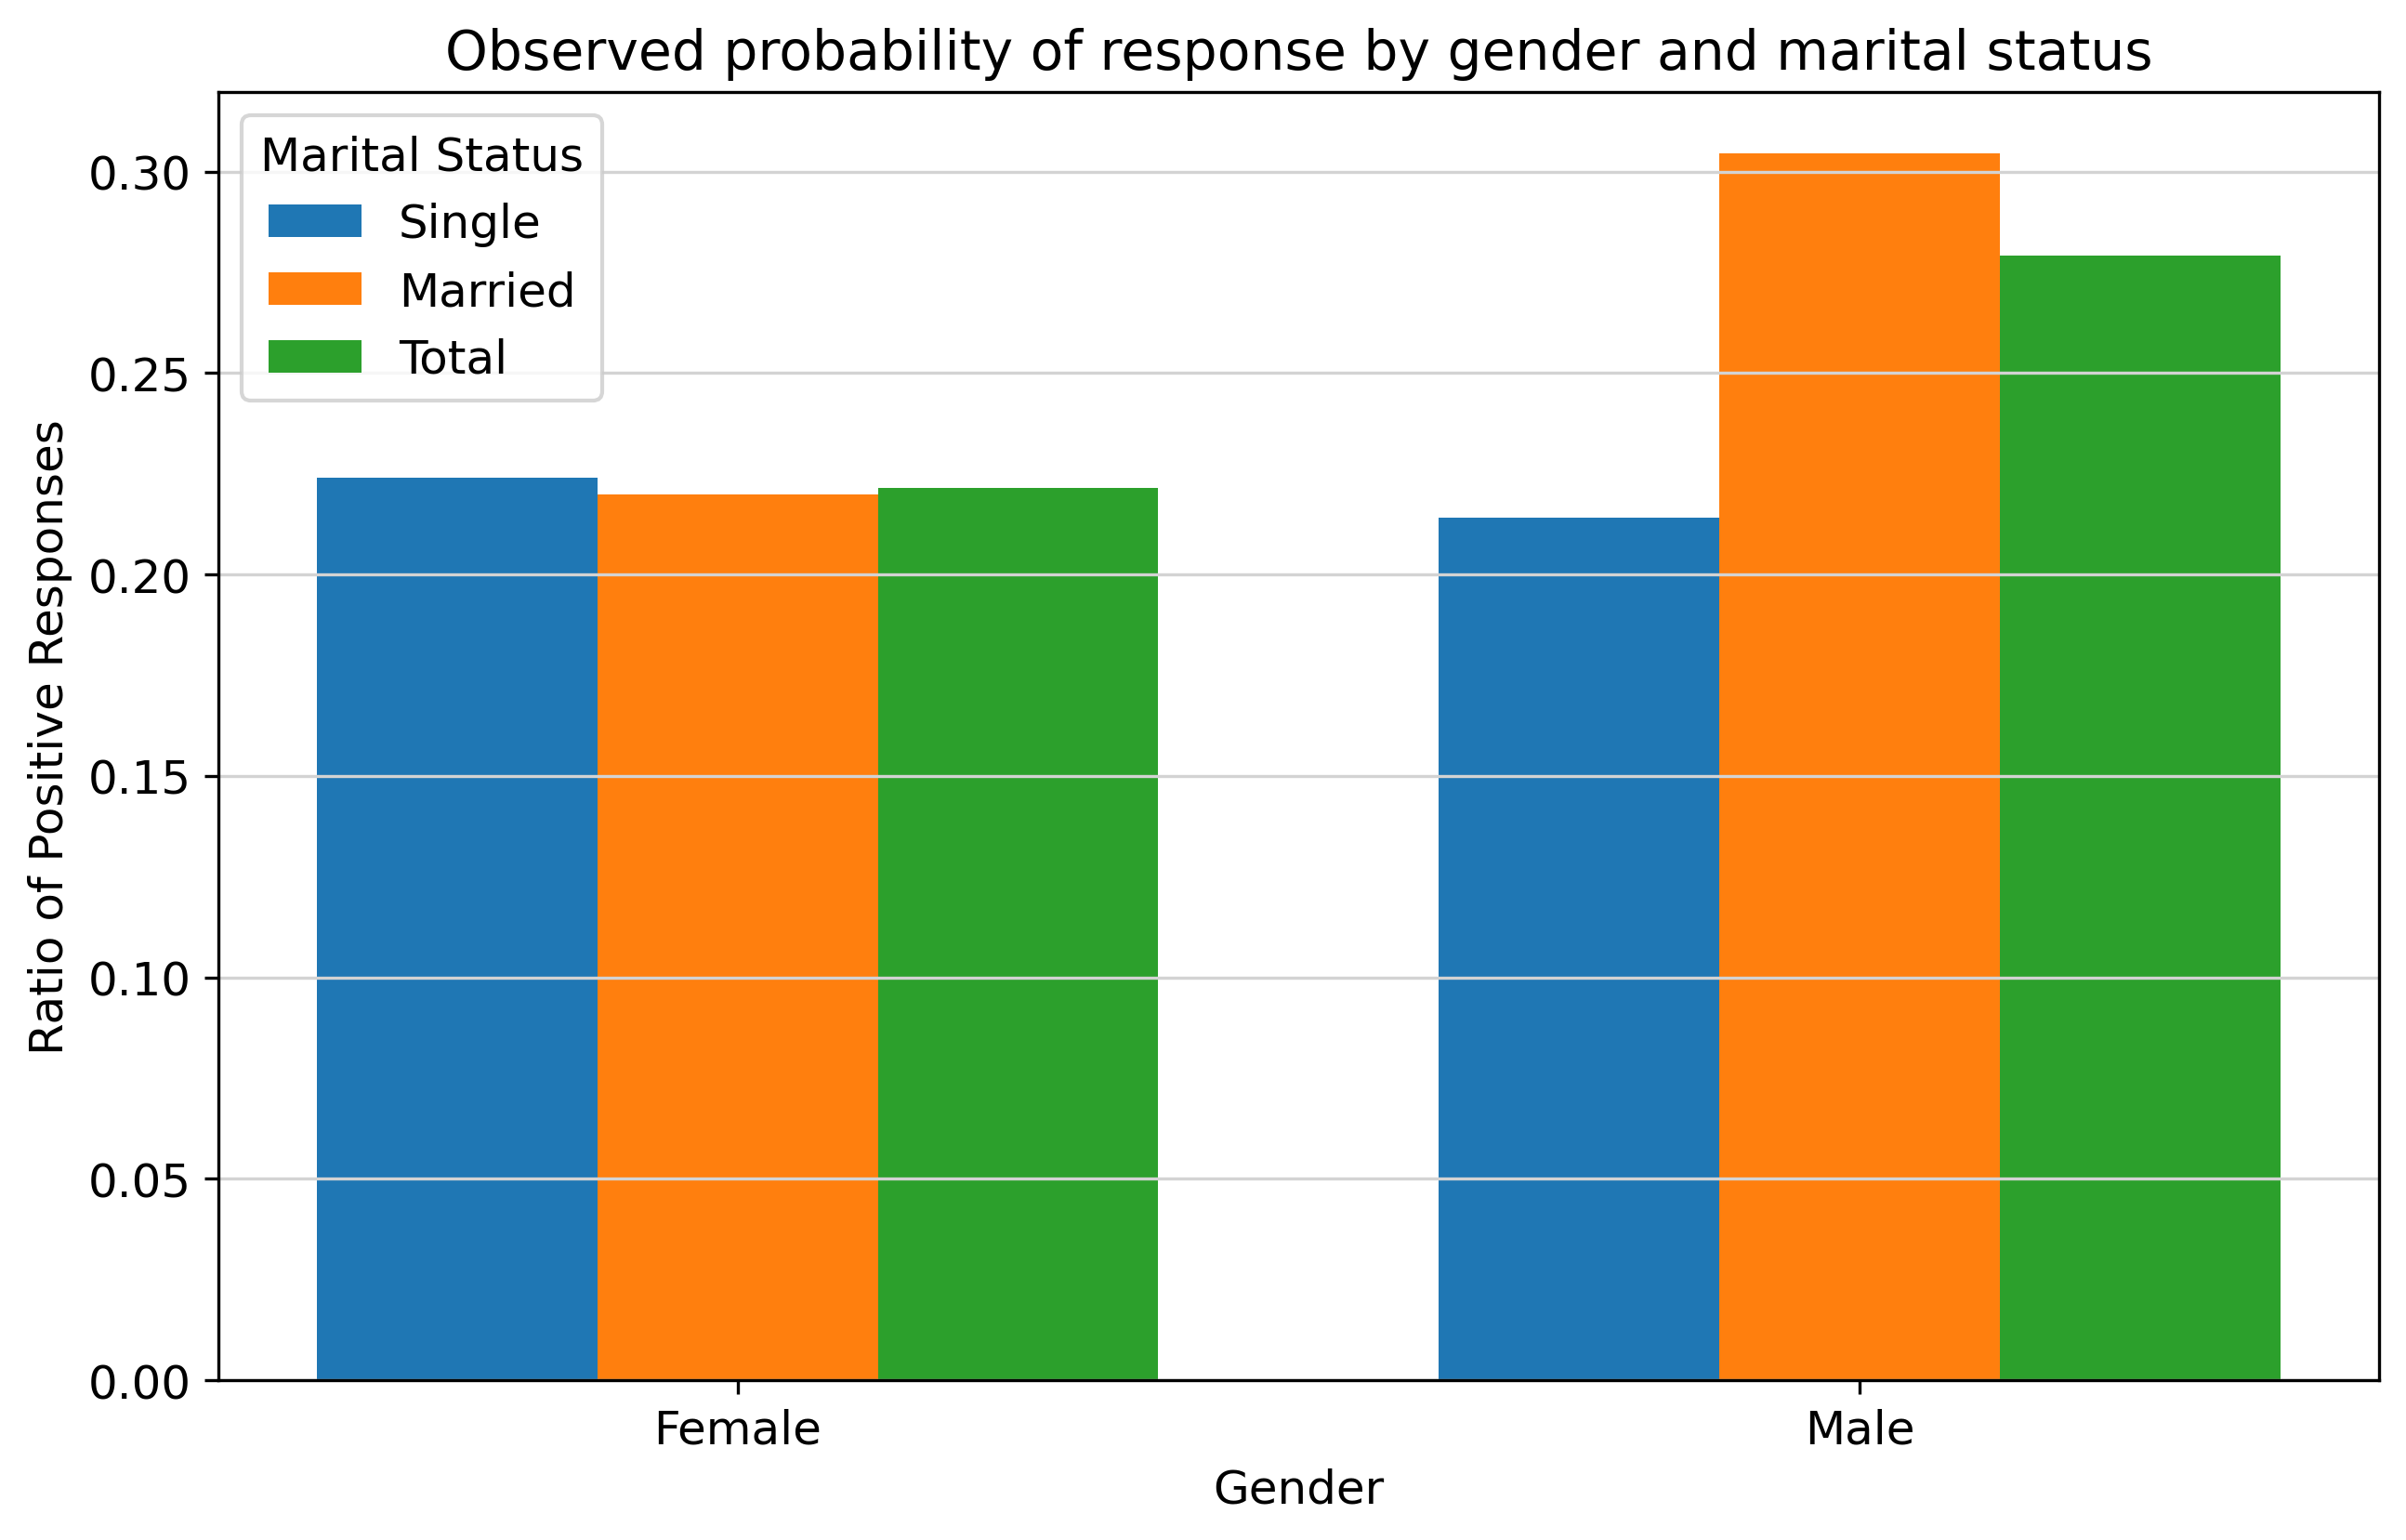 Observed probability of response by gender and marital status
Marital Status
Single
Married
Total
Ratio of Positive Responses
0.30
0.25
0.20
0.15
0.10
0.05
0.00
Female
Male
Gender